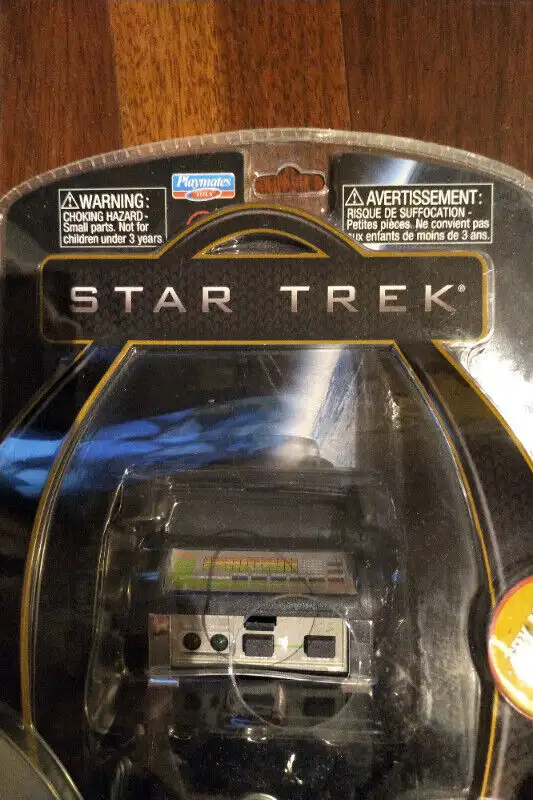 Playmates
TOYS
WARNING:
CHOKING HAZARD -
Small parts. Not for
children under 3 years
AVERTISSEMENT:
RISQUE DE SUFFOCATION -
Petites pièces. Ne convient pas
aux enfants de moins de 3 ans.
STAR TREK®